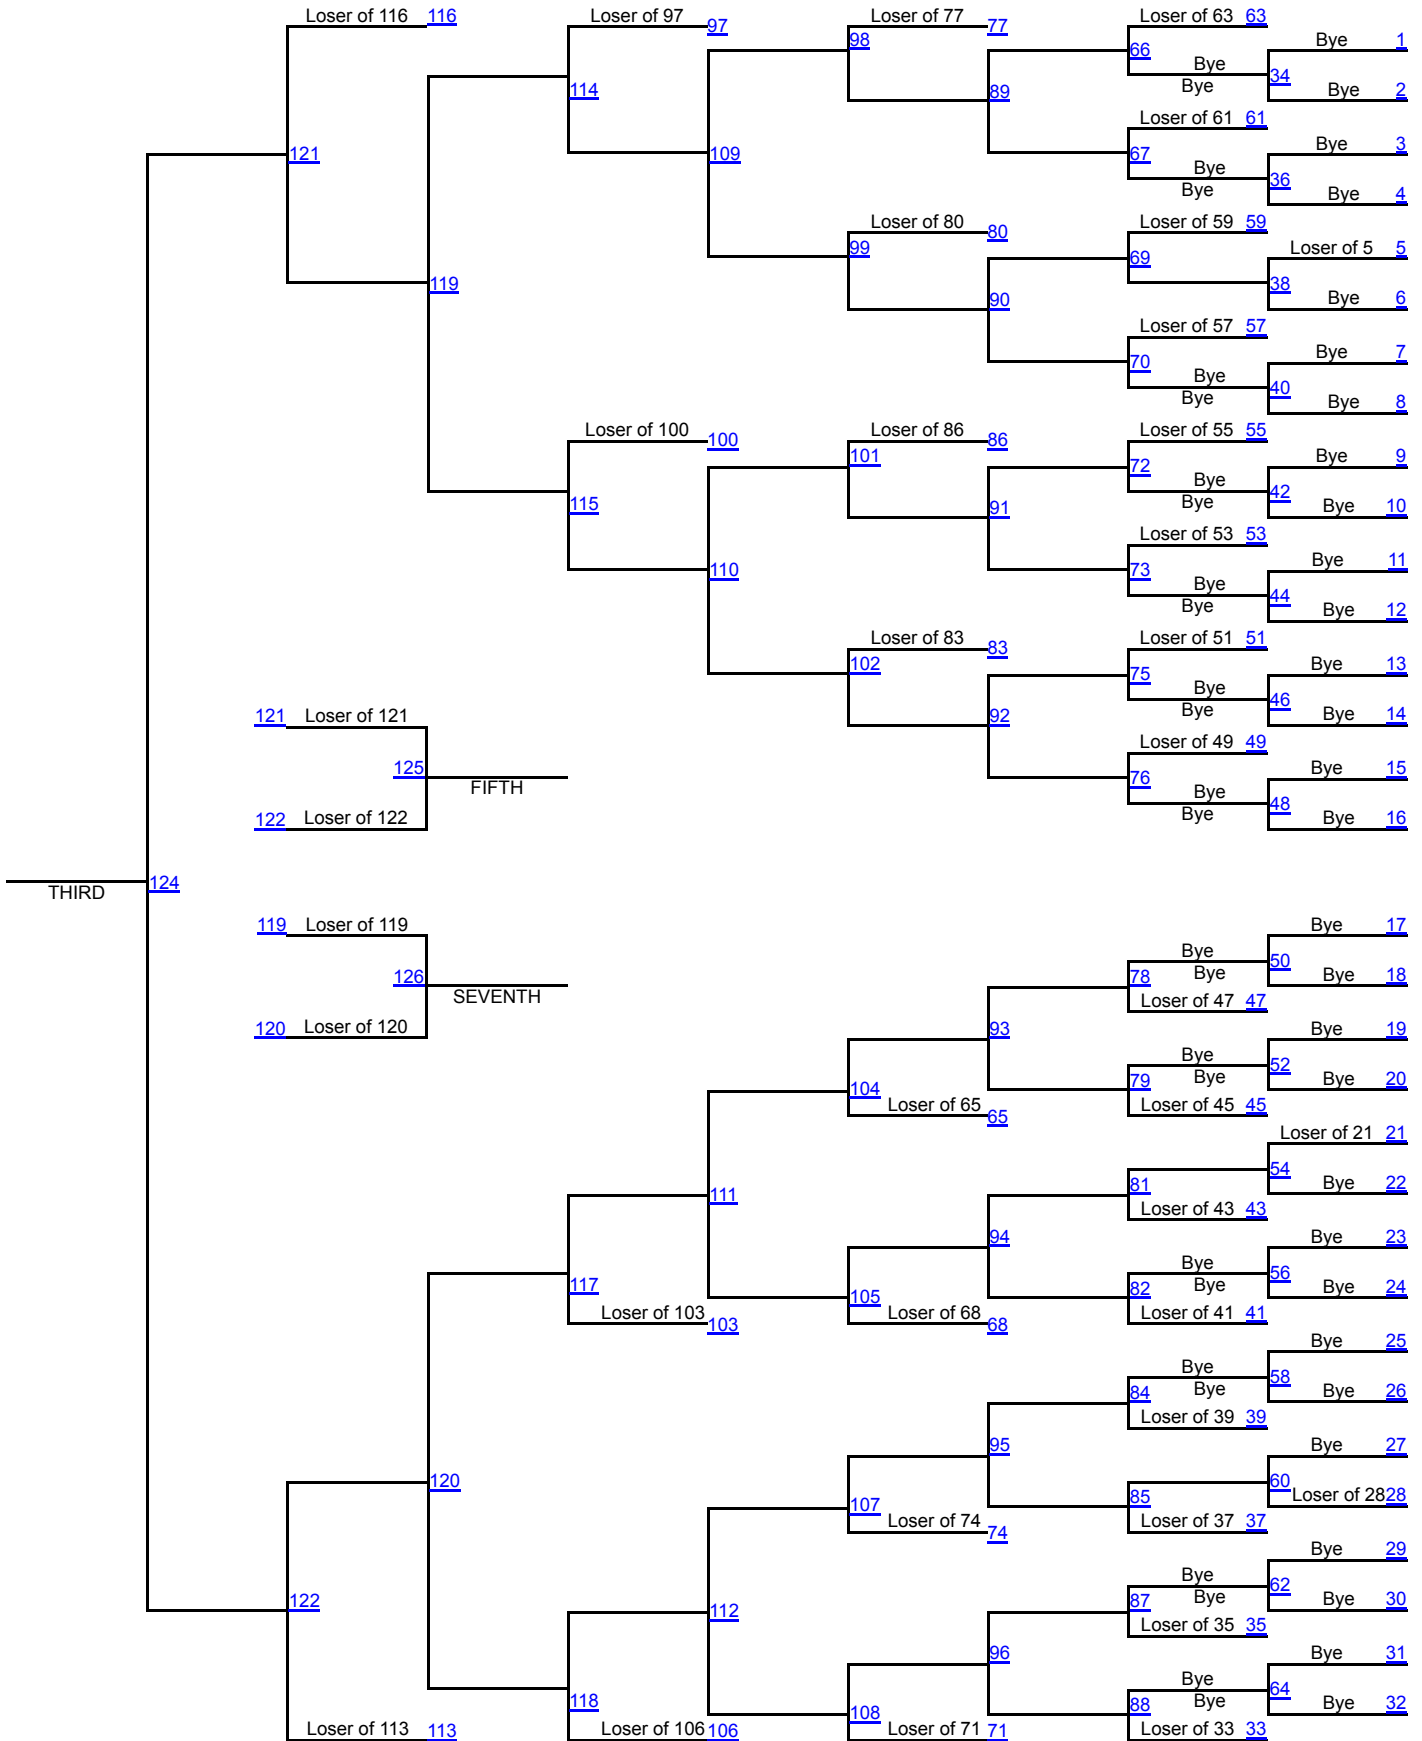 Loser of 116 116
Loser of 97 97
Loser of 77 77
Loser of 63 63
Bye 1
98
66
Bye
34
Bye
Bye 2
114
89
Loser of 61 61
Bye 3
121
109
67
Bye
36
Bye
Bye 4
Loser of 80 80
Loser of 59 59
99
69
Loser of 5 5
119
38
Bye 6
90
Loser of 57 57
Bye 7
70
Bye
40
Bye
Bye 8
Loser of 100 100
Loser of 86 86
Loser of 55 55
101
72
Bye 9
Bye
42
Bye
Bye 10
115
91
Loser of 53 53
Bye 11
110
73
Bye
44
Bye
Bye 12
Loser of 83 83
Loser of 51 51
102
75
Bye 13
Bye
46
Bye
Bye 14
121 Loser of 121
92
Loser of 49 49
125
FIFTH
76
Bye 15
Bye
48
Bye
Bye 16
122 Loser of 122
THIRD
124
119 Loser of 119
Bye 17
Bye
50
126
78
Bye
Bye 18
SEVENTH
Loser of 47 47
120 Loser of 120
93
Bye 19
Bye
52
104
79
Bye
Bye 20
Loser of 65 65
Loser of 45 45
Loser of 21 21
111
81
54
Bye 22
Loser of 43 43
94
Bye 23
Bye
56
117
105
82
Bye
Bye 24
Loser of 103 103
Loser of 68 68
Loser of 41 41
Bye 25
Bye
58
84
Bye
Bye 26
Loser of 39 39
95
Bye 27
120
60
107
85
Loser of 28 28
Loser of 74 74
Loser of 37 37
Bye 29
Bye
62
122
112
87
Bye
Bye 30
Loser of 35 35
96
Bye 31
Bye
64
118
108
88
Bye
Bye 32
Loser of 113 113
Loser of 106 106
Loser of 71 71
Loser of 33 33